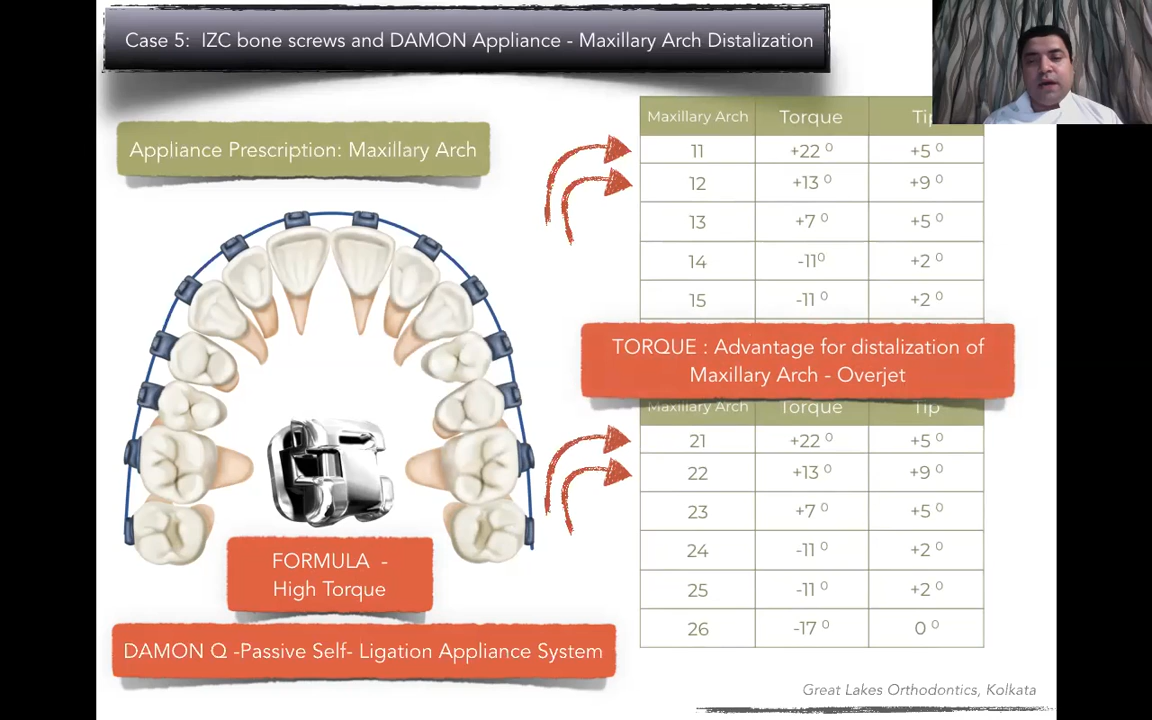 Case 5: IZC bone screws and DAMON Appliance - Maxillary Arch Distalization
Appliance Prescription: Maxillary Arch
Maxillary Arch Torque Tip
11 +22 ⁰ +5 ⁰
12 +13 ⁰ +9 ⁰
13 +7 ⁰ +5 ⁰
14 -11⁰ +2 ⁰
15 -11 ⁰ +2 ⁰
TORQUE : Advantage for distalization of
Maxillary Arch - Overjet
Maxillary Arch Torque Tip
21 +22 ⁰ +5 ⁰
22 +13 ⁰ +9 ⁰
23 +7 ⁰ +5 ⁰
24 -11 ⁰ +2 ⁰
25 -11 ⁰ +2 ⁰
26 -17 ⁰ 0 ⁰
FORMULA -
High Torque
DAMON Q -Passive Self- Ligation Appliance System
Great Lakes Orthodontics, Kolkata